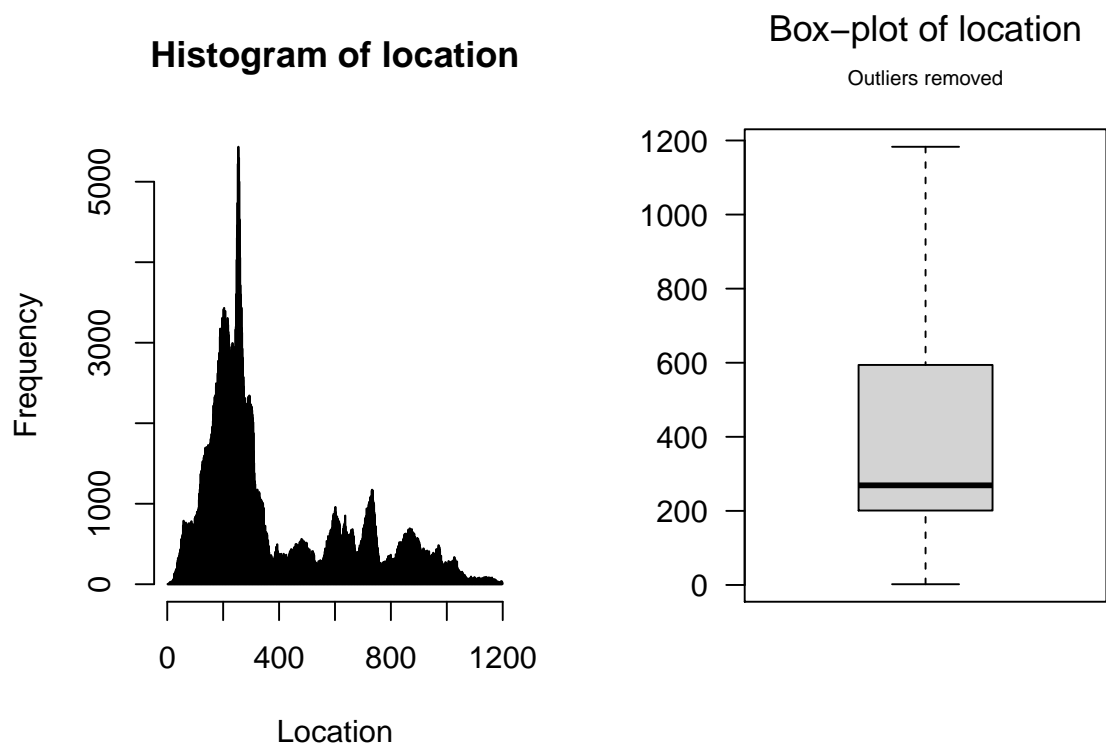 Histogram of location
Frequency
5000
3000
1000
0
0 400 800 1200
Location
Box−plot of location
Outliers removed
1200
1000
800
600
400
200
0